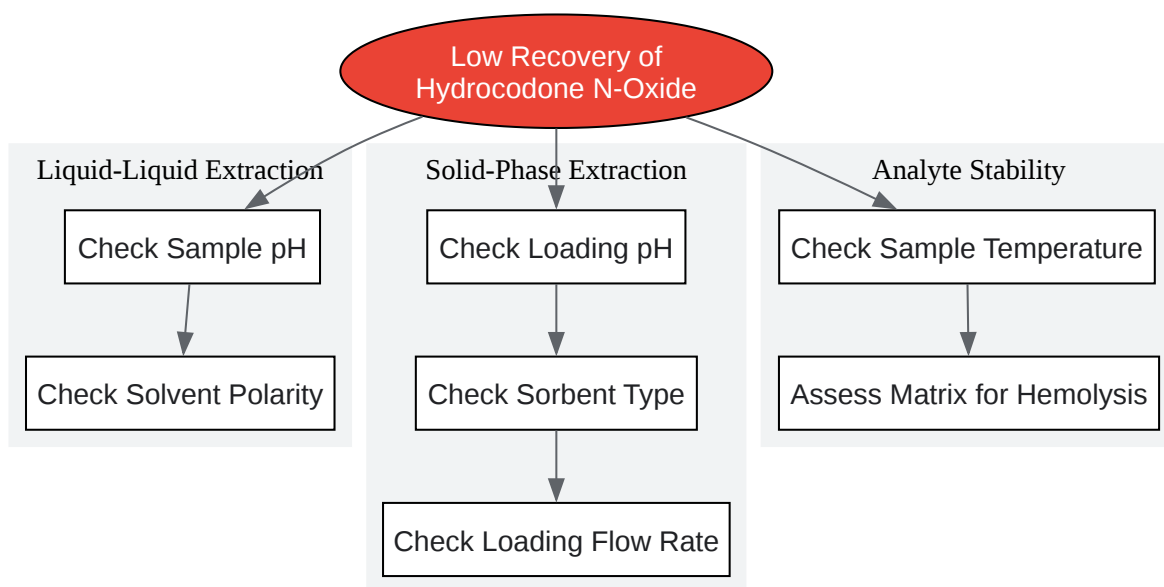 Low Recovery of
Hydrocodone N-Oxide
Liquid-Liquid Extraction
Check Sample pH
Check Solvent Polarity
Solid-Phase Extraction
Check Loading pH
Check Sorbent Type
Check Loading Flow Rate
Analyte Stability
Check Sample Temperature
Assess Matrix for Hemolysis